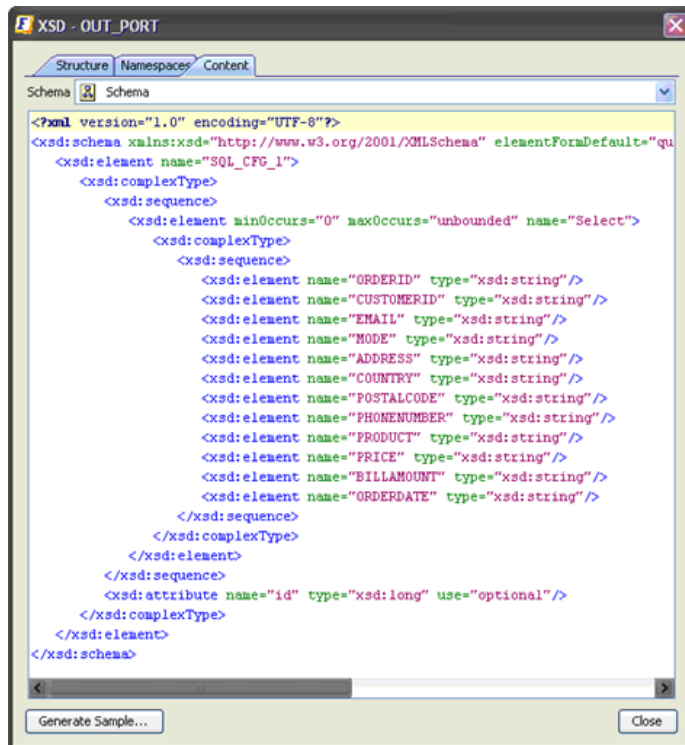 XSD - OUT_PORT
Structure Namespaces Content
Schema Schema
<?xml version="1.0" encoding="UTF-8"?>
<xsd:schema xmlns:xsd="http://www.w3.org/2001/XMLSchema" elementFormDefault="qu
<xsd:element name="SQL_CFG_1">
<xsd:complexType>
<xsd:sequence>
<xsd:element minOccurs="0" maxOccurs="unbounded" name="Select">
<xsd:complexType>
<xsd:sequence>
<xsd:element name="ORDERID" type="xsd:string"/>
<xsd:element name="CUSTOMERID" type="xsd:string"/>
<xsd:element name="EMAIL" type="xsd:string"/>
<xsd:element name="MODE" type="xsd:string"/>
<xsd:element name="ADDRESS" type="xsd:string"/>
<xsd:element name="COUNTRY" type="xsd:string"/>
<xsd:element name="POSTALCODE" type="xsd:string"/>
<xsd:element name="PHONENUMBER" type="xsd:string"/>
<xsd:element name="PRODUCT" type="xsd:string"/>
<xsd:element name="PRICE" type="xsd:string"/>
<xsd:element name="BILLAMOUNT" type="xsd:string"/>
<xsd:element name="ORDERDATE" type="xsd:string"/>
</xsd:sequence>
</xsd:complexType>
</xsd:element>
</xsd:sequence>
<xsd:attribute name="id" type="xsd:long" use="optional"/>
</xsd:complexType>
</xsd:element>
</xsd:schema>
Generate Sample... Close